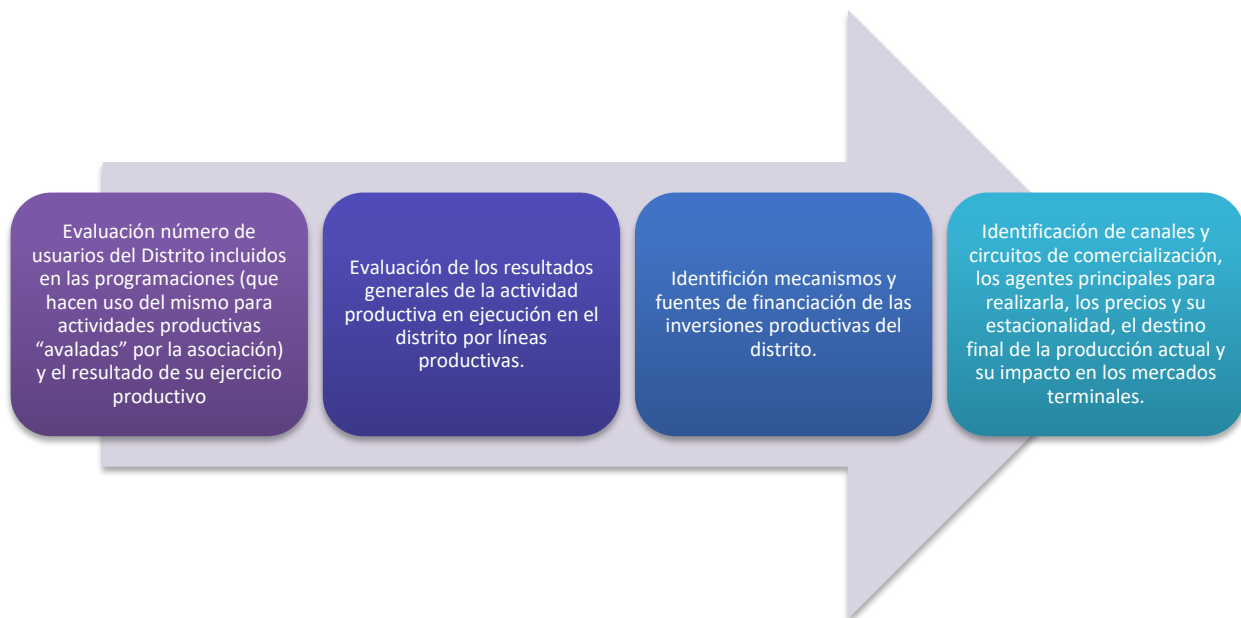 Evaluación número de
usuarios del Distrito incluidos
en las programaciones (que
hacen uso del mismo para
actividades productivas
“avaladas” por la asociación)
y el resultado de su ejercicio
productivo
Evaluación de los resultados
generales de la actividad
productiva en ejecución en el
distrito por líneas
productivas.
Identifición mecanismos y
fuentes de financiación de las
inversiones productivas del
distrito.
Identificación de canales y
circuitos de comercialización,
los agentes principales para
realizarla, los precios y su
estacionalidad, el destino
final de la producción actual y
su impacto en los mercados
terminales.